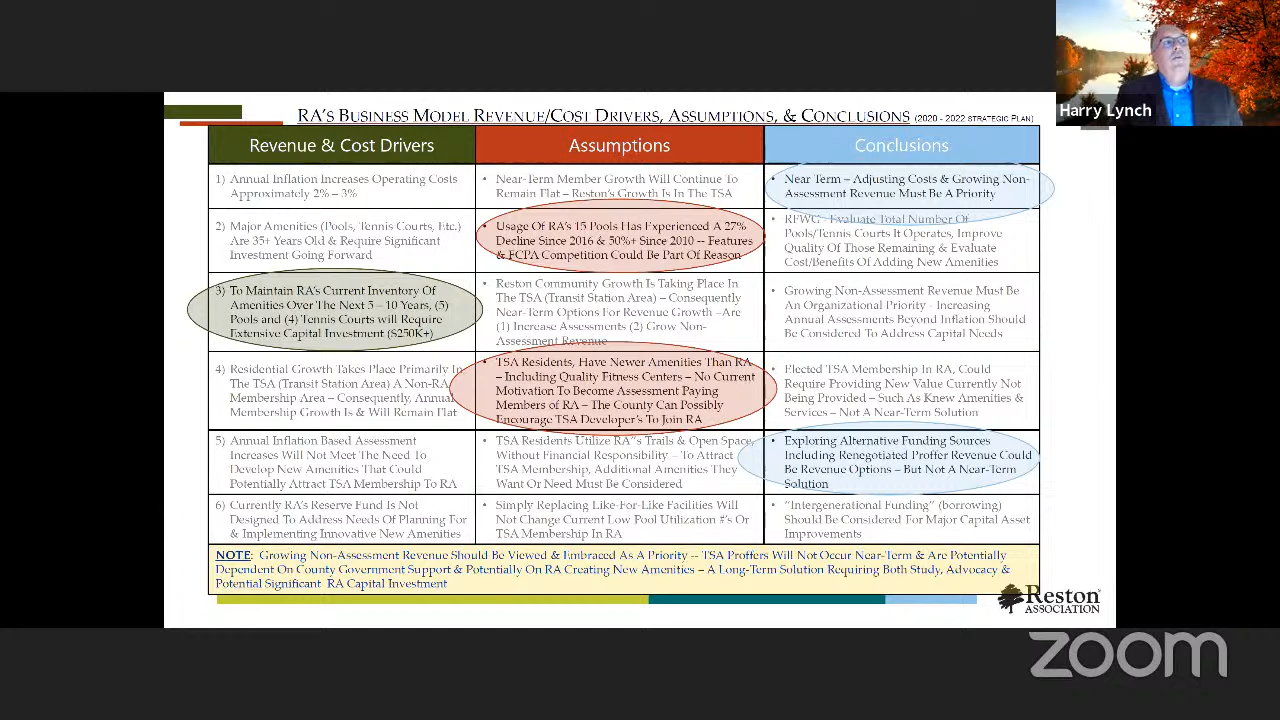 Harry Lynch
RA'S BUSINESS MODEL REVENUE/COST DRIVERS, ASSUMPTIONS, & CONCLUSIONS (2020 - 2022 STRATEGIC PLAN)
Revenue & Cost Drivers
Assumptions
Conclusions
1) Annual Inflation Increases Operating Costs
Approximately 2% – 3%
• Near-Term Member Growth Will Continue To
Remain Flat – Reston's Growth Is In The TSA
• Near Term – Adjusting Costs & Growing Non-
Assessment Revenue Must Be A Priority
2) Major Amenities (Pools, Tennis Courts, Etc.)
Are 35+ Years Old & Require Significant
Investment Going Forward
• Usage Of RA's 15 Pools Has Experienced A 27%
Decline Since 2016 & 50%+ Since 2010 -- Features
& FCPA Competition Could Be Part Of Reason
• RFWG - Evaluate Total Number Of
Pools/Tennis Courts It Operates, Improve
Quality Of Those Remaining & Evaluate
Cost/Benefits Of Adding New Amenities
3) To Maintain RA's Current Inventory Of
Amenities Over The Next 5 – 10 Years, (5)
Pools and (4) Tennis Courts will Require
Extensive Capital Investment ($250K+)
• Reston Community Growth Is Taking Place In
The TSA (Transit Station Area) – Consequently
Near-Term Options For Revenue Growth –Are
(1) Increase Assessments (2) Grow Non-
Assessment Revenue
• Growing Non-Assessment Revenue Must Be
An Organizational Priority - Increasing
Annual Assessments Beyond Inflation Should
Be Considered To Address Capital Needs
4) Residential Growth Takes Place Primarily In
The TSA (Transit Station Area) A Non-RA
Membership Area – Consequently, Annual
Membership Growth Is & Will Remain Flat
• TSA Residents, Have Newer Amenities Than RA
– Including Quality Fitness Centers – No Current
Motivation To Become Assessment Paying
Members of RA – The County Can Possibly
Encourage TSA Developer's To Join RA
• Elected TSA Membership In RA, Could
Require Providing New Value Currently Not
Being Provided – Such As Knew Amenities &
Services – Not A Near-Term Solution
5) Annual Inflation Based Assessment
Increases Will Not Meet The Need To
Develop New Amenities That Could
Potentially Attract TSA Membership To RA
• TSA Residents Utilize RA"s Trails & Open Space,
Without Financial Responsibility – To Attract
TSA Membership, Additional Amenities They
Want Or Need Must Be Considered
• Exploring Alternative Funding Sources
Including Renegotiated Proffer Revenue Could
Be Revenue Options – But Not A Near-Term
Solution
6) Currently RA's Reserve Fund Is Not
Designed To Address Needs Of Planning For
& Implementing Innovative New Amenities
• Simply Replacing Like-For-Like Facilities Will
Not Change Current Low Pool Utilization #'s Or
TSA Membership In RA
• "Intergenerational Funding" (borrowing)
Should Be Considered For Major Capital Asset
Improvements
NOTE: Growing Non-Assessment Revenue Should Be Viewed & Embraced As A Priority -- TSA Proffers Will Not Occur Near-Term & Are Potentially
Dependent On County Government Support & Potentially On RA Creating New Amenities – A Long-Term Solution Requiring Both Study, Advocacy &
Potential Significant RA Capital Investment
Reston
ASSOCIATION
zoom